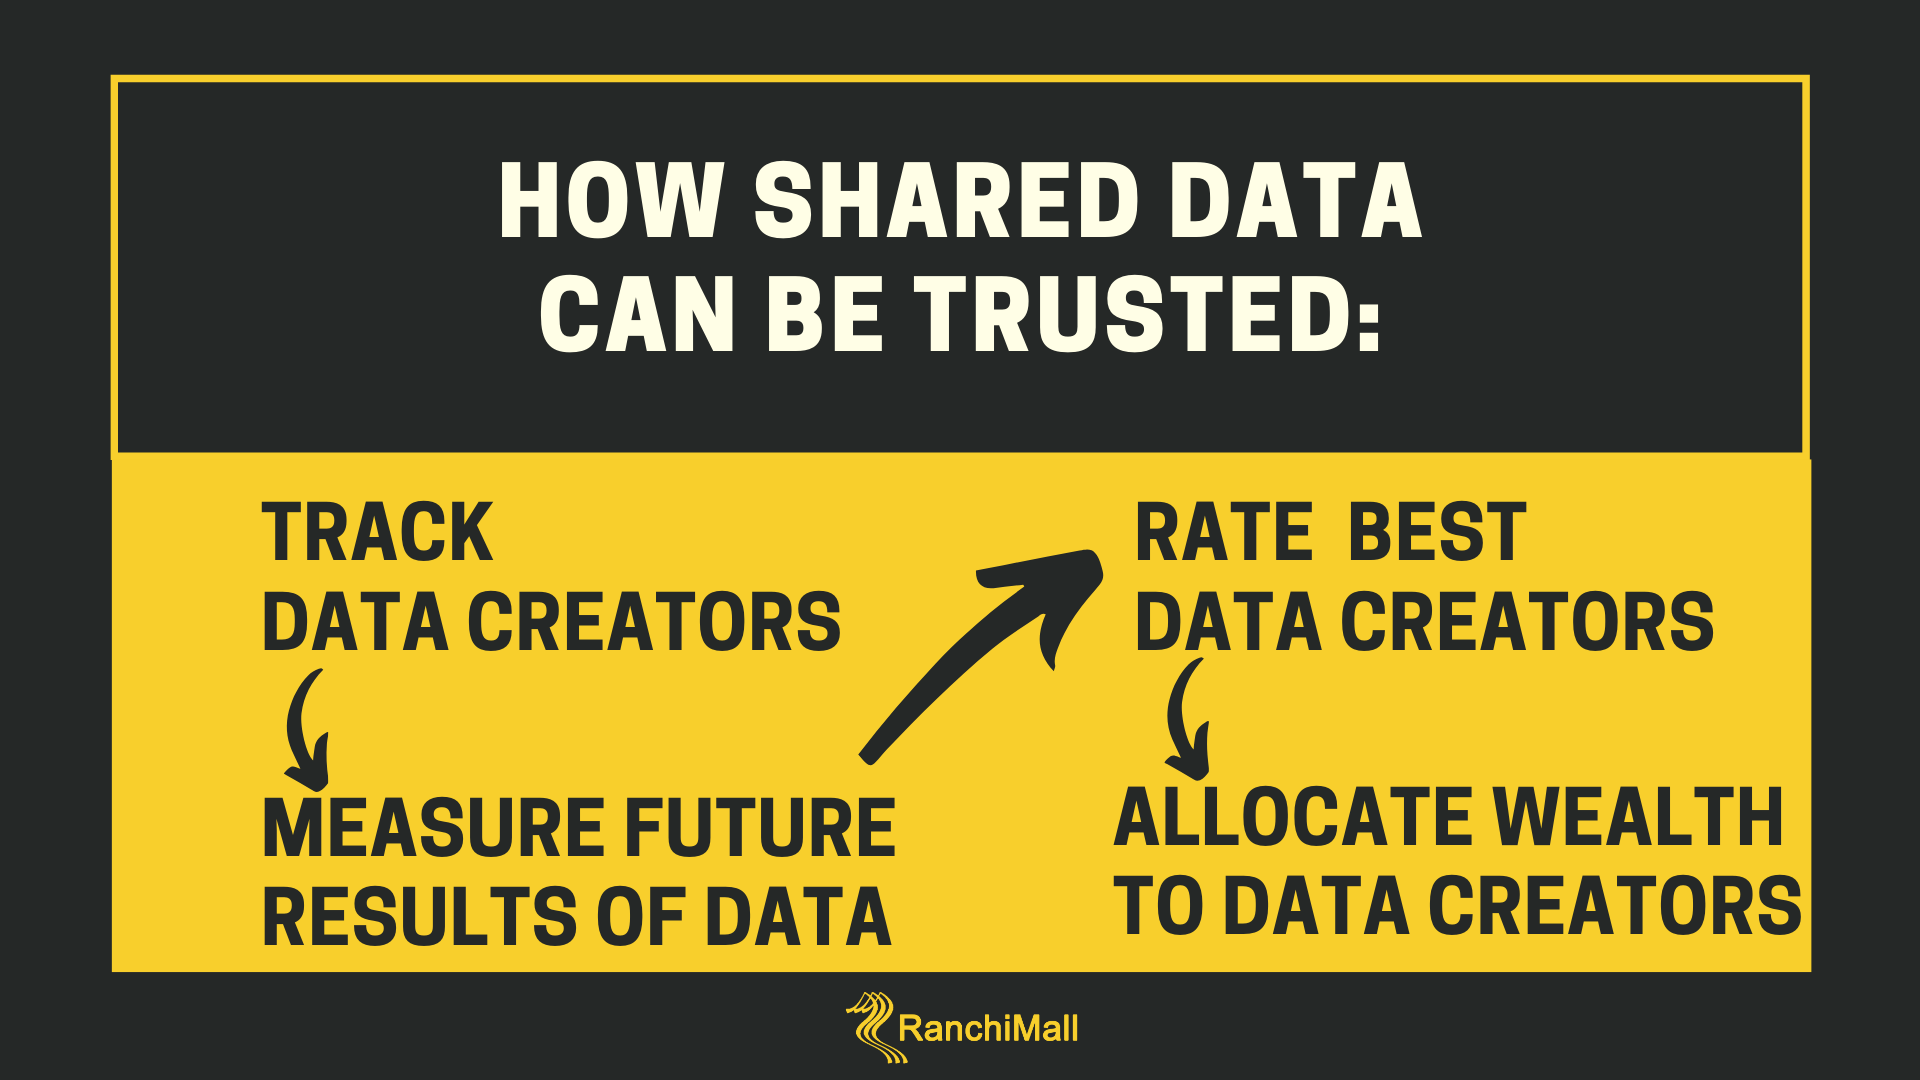 HOW SHARED DATA
CAN BE TRUSTED:
TRACK
DATA CREATORS
MEASURE FUTURE
RESULTS OF DATA
RATE BEST
DATA CREATORS
ALLOCATE WEALTH
TO DATA CREATORS
RanchiMall